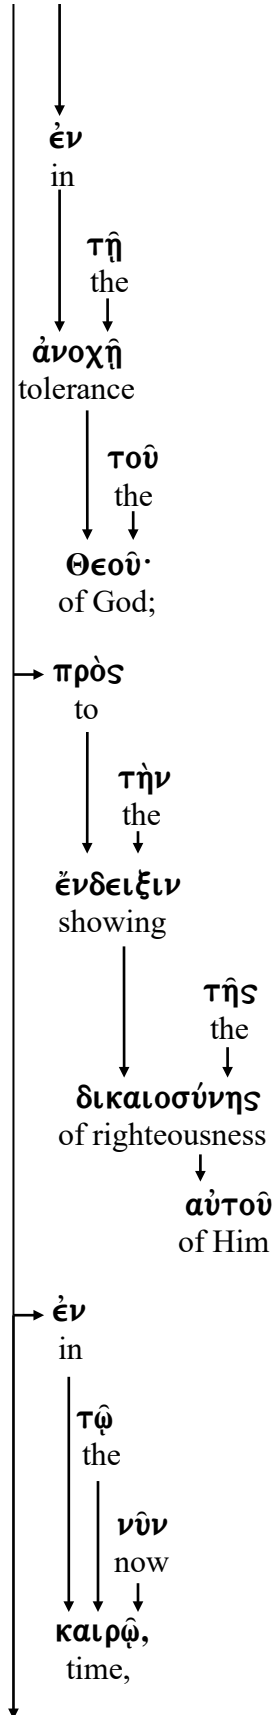 ἐν
in
τῇ
the
ἀνοχῇ
tolerance
τοῦ
the
Θεοῦ·
of God;
πρὸς
to
τὴν
the
ἔνδειξιν
showing
τῆς
the
δικαιοσύνης
of righteousness
αὐτοῦ
of Him
ἐν
in
τῷ
the
νῦν
now
καιρῷ,
time,